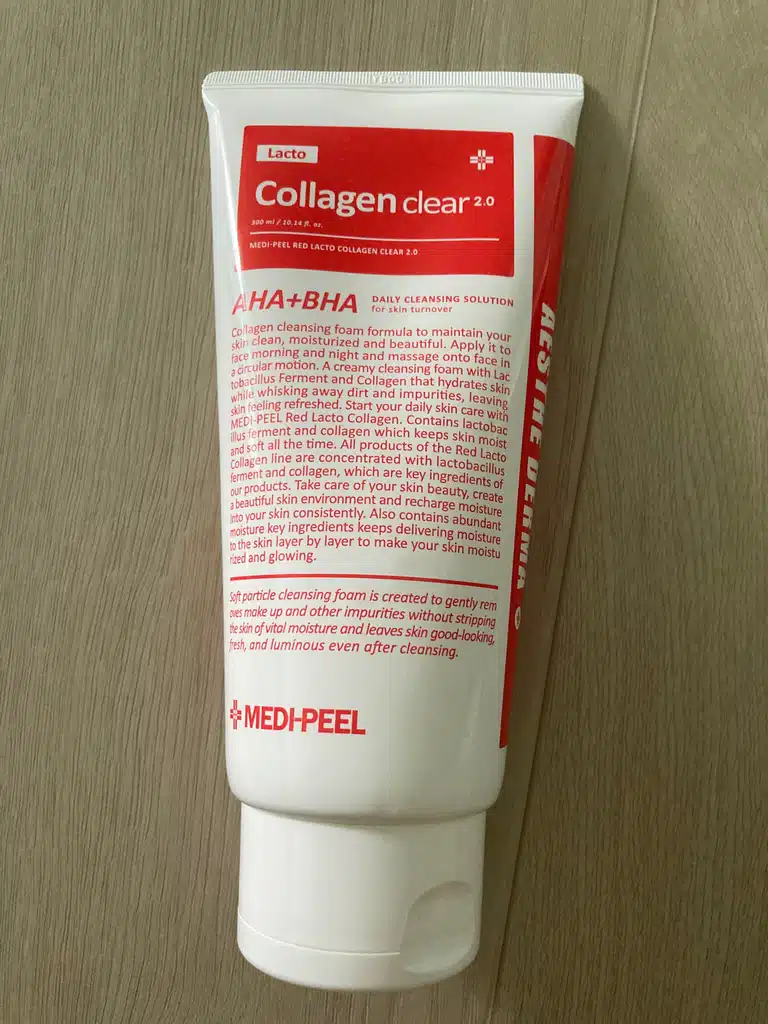 Lacto
Collagen clear 2.0
300 ml / 10.14 fl. oz.
MEDI-PEEL RED LACTO COLLAGEN CLEAR 2.0
AHA+BHA
DAILY CLEANSING SOLUTION
for skin turnover
Collagen cleansing foam formula to maintain your
skin clean, moisturized and beautiful. Apply it to
face morning and night and massage onto face in
a circular motion. A creamy cleansing foam with Lac
tobacillus Ferment and Collagen that hydrates skin
while whisking away dirt and impurities, leaving
skin feeling refreshed. Start your daily skin care with
MEDI-PEEL Red Lacto Collagen. Contains lactobac
illus ferment and collagen which keeps skin moist
and soft all the time. All products of the Red Lacto
Collagen line are concentrated with lactobacillus
ferment and collagen, which are key ingredients of
our products. Take care of your skin beauty, create
a beautiful skin environment and recharge moisture
into your skin consistently. Also contains abundant
moisture key ingredients keeps delivering moisture
to the skin layer by layer to make your skin moistu
rized and glowing.
Soft particle cleansing foam is created to gently rem
oves make up and other impurities without stripping
the skin of vital moisture and leaves skin good-looking,
fresh, and luminous even after cleansing.
MEDI-PEEL
AESTHE DERMA